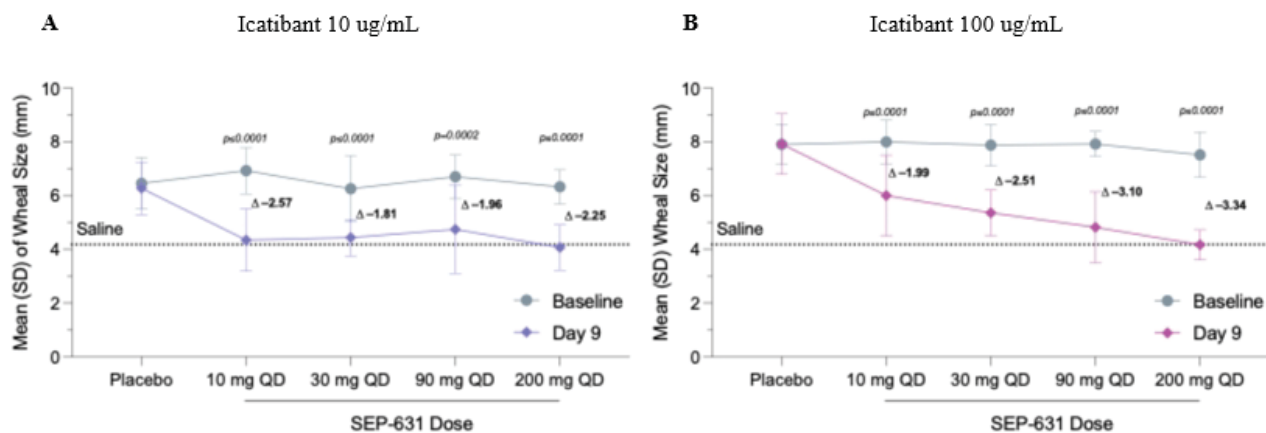 A
Icatibant 10 ug/mL
Mean (SD) of Wheal Size (mm)
10
8
6
4
2
0
p≤0.0001
p≤0.0001
p=0.0002
p≤0.0001
Δ –2.57
Δ –1.81
Δ –1.96
Δ –2.25
Saline
Baseline
Day 9
Placebo
10 mg QD
30 mg QD
90 mg QD
200 mg QD
SEP-631 Dose
B
Icatibant 100 ug/mL
Mean (SD) Wheal Size (mm)
10
8
6
4
2
0
p≤0.0001
p≤0.0001
p≤0.0001
p≤0.0001
Δ –1.99
Δ –2.51
Δ –3.10
Δ –3.34
Saline
Baseline
Day 9
Placebo
10 mg QD
30 mg QD
90 mg QD
200 mg QD
SEP-631 Dose